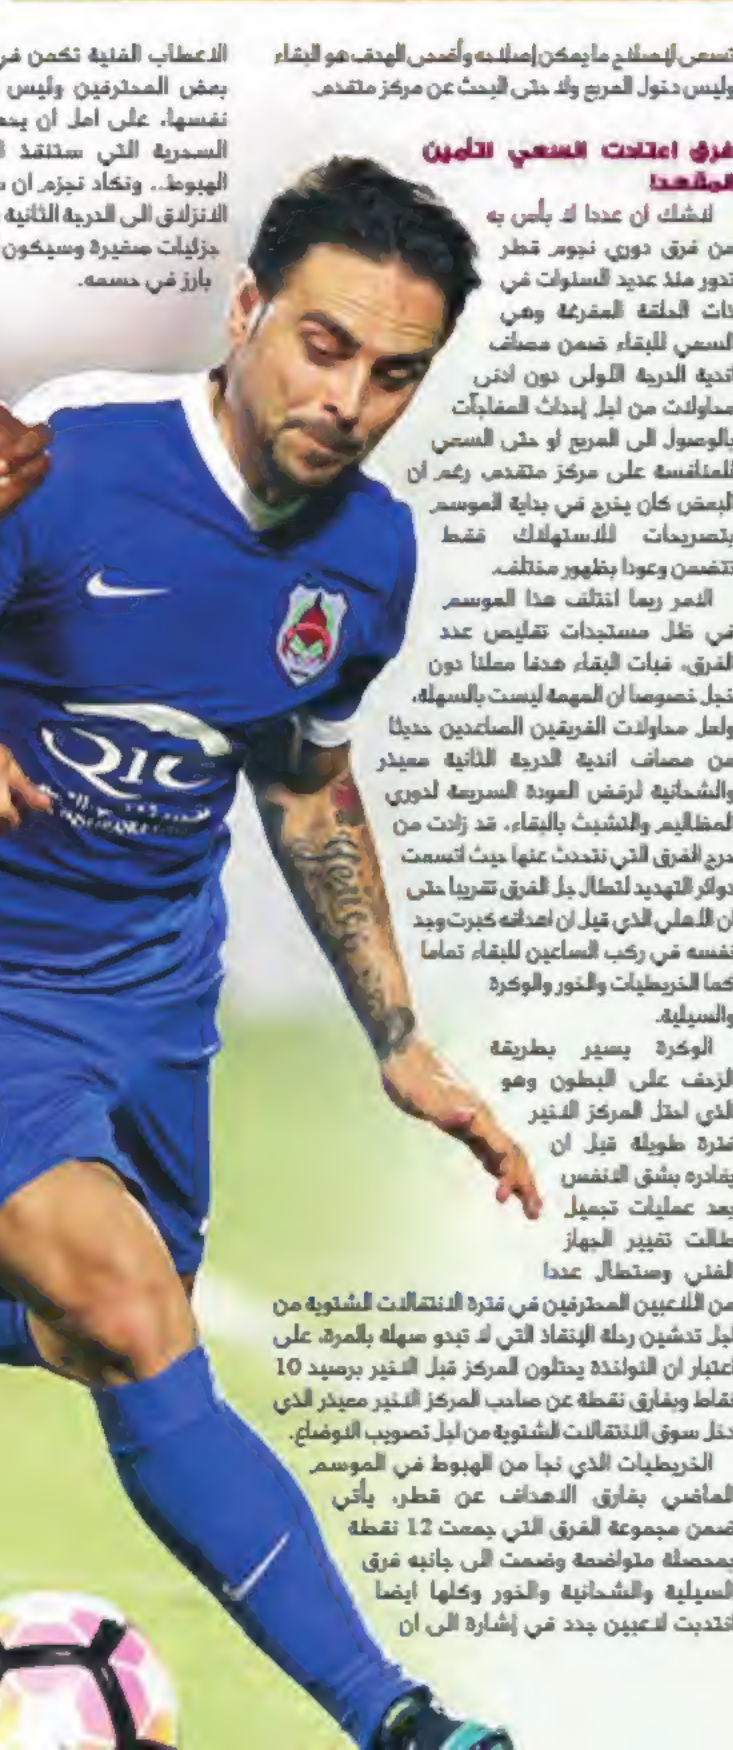 تسعى لإصلاح ما يمكن إصلاحه وأضحى الهدف هو البقاء
وليس دخول المربع ولا حتى البحث عن مركز متقدم.
فرق اعتادت السعي لتأمين
المقعد!
لاشك ان عددا لا بأس به
من فرق دوري نجوم قطر
تدور منذ عديد السنوات في
ذات الحلقة المفرغة وهي
السعي للبقاء ضمن مصاف
اندية الدرجة الأولى دون ادنى
محاولات من اجل إحداث المفاجآت
بالوصول الى المربع او حتى السعي
للمنافسة على مركز متقدم، رغم ان
البعض كان يخرج في بداية الموسم
بتصريحات للاستهلاك فقط
تتضمن وعودا بظهور مختلف.
الامر ربما اختلف هذا الموسم
في ظل مستجدات تقليص عدد
الفرق، فبات البقاء هدفا معلنا دون
خجل خصوصا ان المهمة ليست بالسهلة،
ولعل محاولات الفريقين الصاعدين حديثا
من مصاف اندية الدرجة الثانية معيذر
والشحانية لرفض العودة السريعة لدوري
المظاليم والتشبث بالبقاء، قد زادت من
حرج الفرق التي نتحدث عنها حيث اتسعت
دوائر التهديد لتطال جل الفرق تقريبا حتى
ان الأهلي الذي قيل ان اهدافه كبرت وجد
نفسه في ركب الساعين للبقاء تماما
كما الخريطيات والخور والوكرة
والسيلية.
الوكرة يسير بطريقة
الزحف على البطون وهو
الذي احتل المركز الاخير
فترة طويلة قبل ان
يغادره بشق الانفس
بعد عمليات تجميل
طالت تغيير الجهاز
الفني وستطال عددا
من اللاعبين المحترفين في فترة الانتقالات الشتوية من
اجل تدشين رحلة الإنقاذ التي لا تبدو سهلة بالمرة، على
اعتبار ان النواخذة يحتلون المركز قبل الاخير برصيد 10
نقاط وبفارق نقطة عن صاحب المركز الاخير معيذر الذي
دخل سوق الانتقالات الشتوية من اجل تصويب الاوضاع.
الخريطيات الذي نجا من الهبوط في الموسم
الماضي بفارق الاهداف عن قطر، يأتي
ضمن مجموعة الفرق التي جمعت 12 نقطة
بمحصلة متواضعة وضمت الى جانبه فرق
السيلية والشحانية والخور وكلها ايضا
انتدبت لاعبين جدد في إشارة الى ان
الاعطاب الفنية تكمن في
بعض المحترفين وليس
نفسها، على امل ان
السحرية التي ستنقذ
الهبوط.. ونكاد نجزم ان
الانزلاق الى الدرجة الثانية
جزئيات صغيرة وسيكون
بارز في حسمه.
QIC